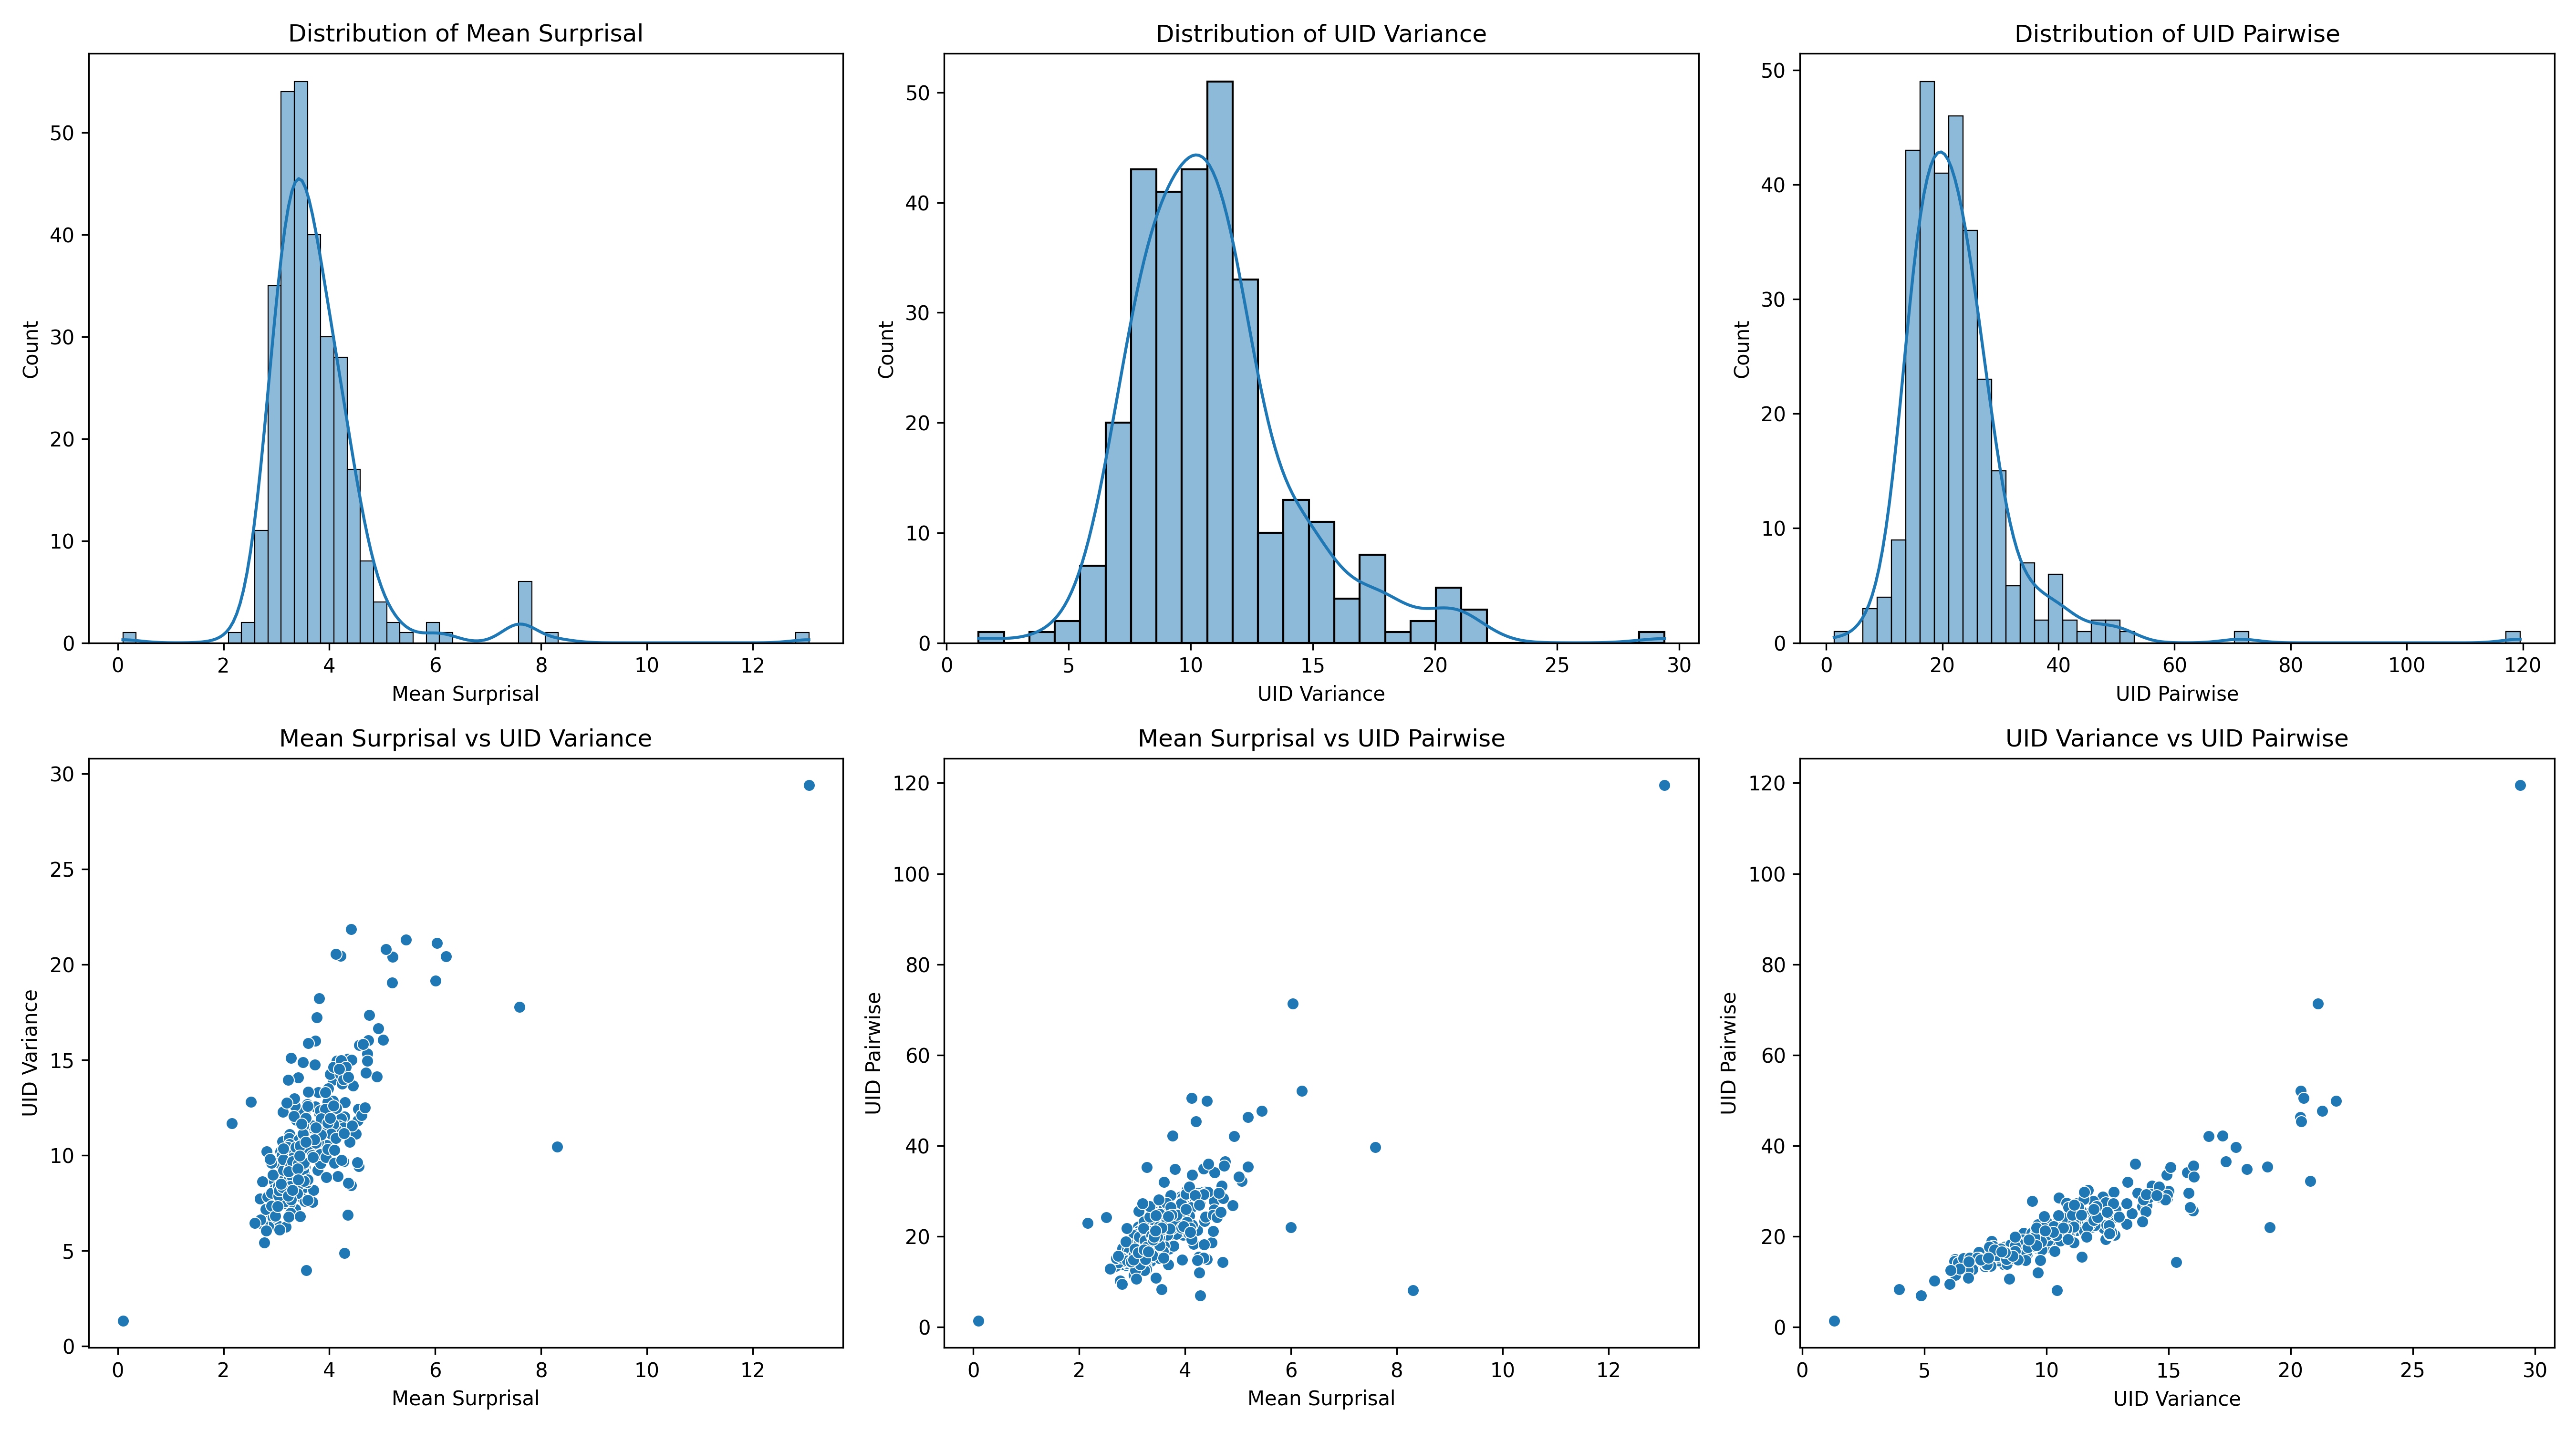 Distribution of Mean Surprisal
Count
0
10
20
30
40
50
0 2 4 6 8 10 12
Mean Surprisal
Distribution of UID Variance
Count
0
10
20
30
40
50
0 5 10 15 20 25 30
UID Variance
Distribution of UID Pairwise
Count
0
10
20
30
40
50
0 20 40 60 80 100 120
UID Pairwise
Mean Surprisal vs UID Variance
UID Variance
0
5
10
15
20
25
30
0 2 4 6 8 10 12
Mean Surprisal
Mean Surprisal vs UID Pairwise
UID Pairwise
0
20
40
60
80
100
120
0 2 4 6 8 10 12
Mean Surprisal
UID Variance vs UID Pairwise
UID Pairwise
0
20
40
60
80
100
120
0 5 10 15 20 25 30
UID Variance